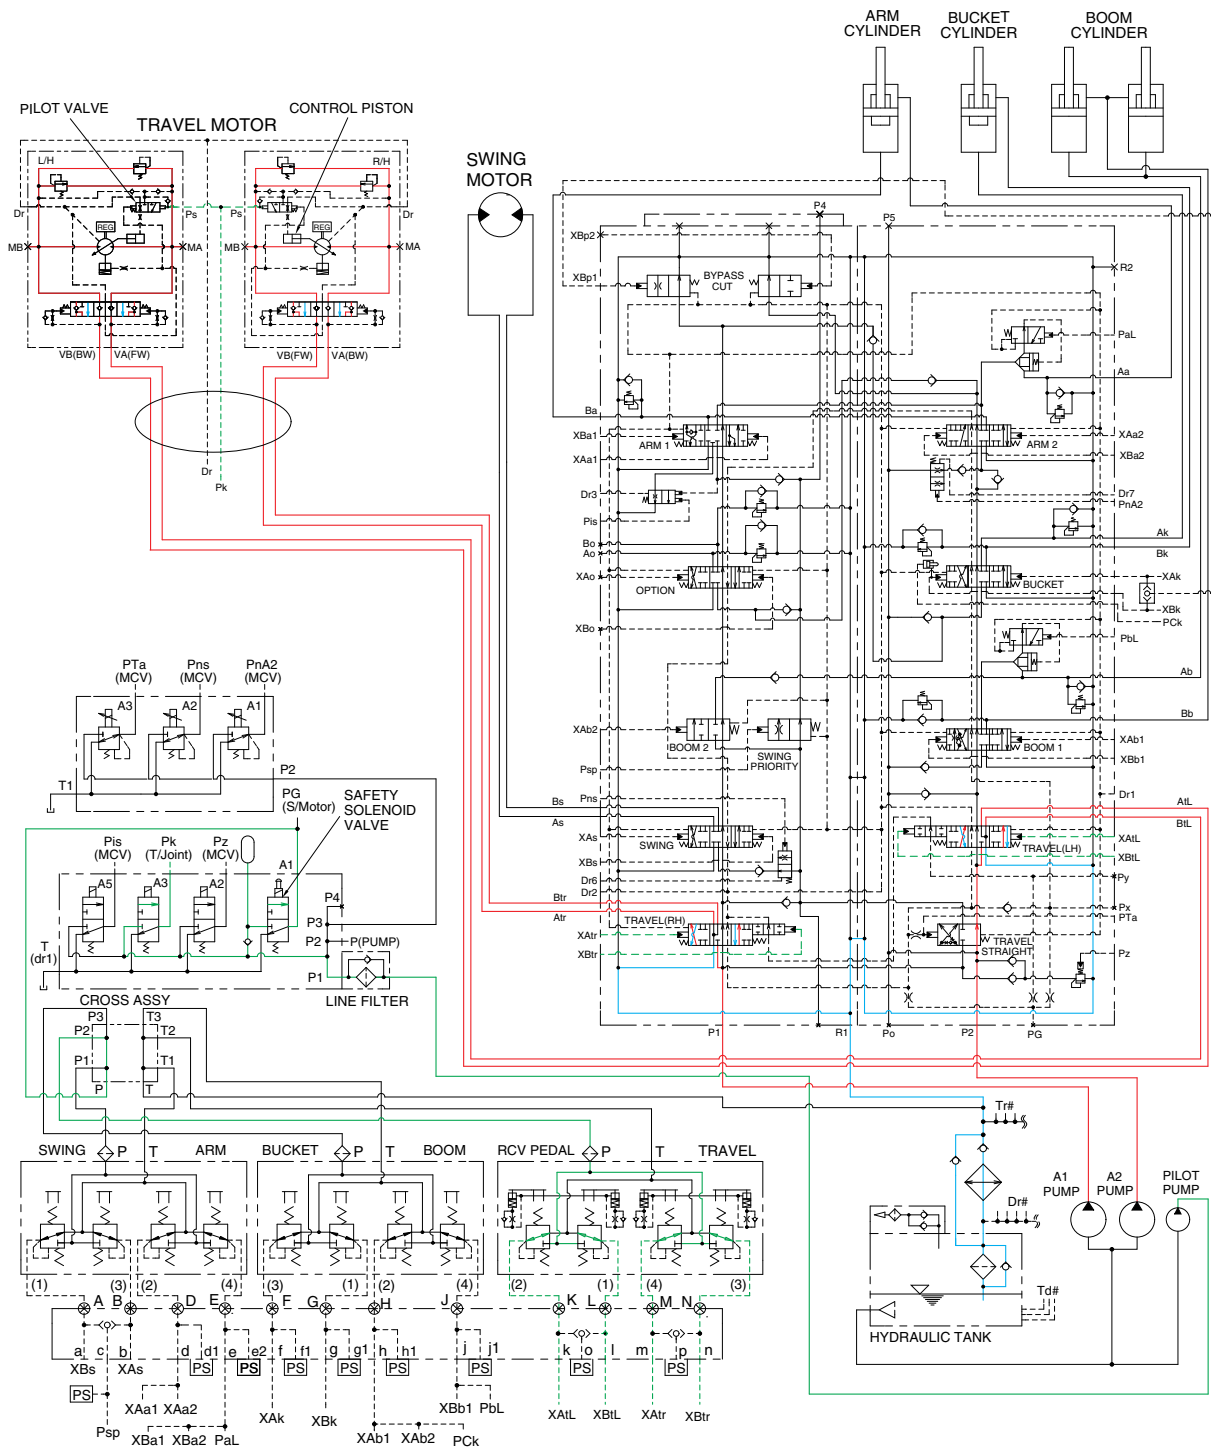 ARM
CYLINDER
BUCKET
CYLINDER
BOOM
CYLINDER
PILOT VALVE
CONTROL PISTON
TRAVEL MOTOR
L/H
R/H
Dr
Ps
Ps
Dr
REG
REG
MB
MA
MB
MA
VB(BW)
VA(FW)
VB(FW)
VA(BW)
Dr
Pk
SWING
MOTOR
P4
P5
XBp2
XBp1
BYPASS
CUT
R2
PaL
Aa
Ba
XBa1
ARM 1
XAa1
ARM 2
XAa2
XBa2
Dr3
Pis
Dr7
PnA2
Bo
Ao
Ak
Bk
XAo
OPTION
BUCKET
XAk
XBk
PCk
XBo
PbL
Ab
Bb
XAb2
BOOM 2
SWING
PRIORITY
BOOM 1
XAb1
XBb1
Psp
Pns
Dr1
Bs
As
AtL
BtL
XAs
SWING
TRAVEL(LH)
XAtL
XBs
XBtL
Dr6
Dr2
Py
Btr
Atr
Px
PTa
TRAVEL(RH)
XAtr
XBtr
TRAVEL
STRAIGHT
Pz
P1
R1
Po
P2
PG
PTa
(MCV)
Pns
(MCV)
PnA2
(MCV)
A3
A2
A1
T1
P2
PG
(S/Motor)
SAFETY
SOLENOID
VALVE
Pis
(MCV)
Pk
(T/Joint)
Pz
(MCV)
A1
A5
A3
A2
P4
P3
P2
P(PUMP)
T
(dr1)
P1
LINE FILTER
CROSS ASSY
P3
T3
P2
T2
P1
T1
P
T
SWING
P
T
ARM
BUCKET
P
T
BOOM
RCV PEDAL
P
T
TRAVEL
(1)
(3)
(2)
(4)
(3)
(1)
(2)
(4)
(2)
(1)
(4)
(3)
A
B
D
E
F
G
H
J
K
L
M
N
a
c
b
d
d1
e
e2
f
f1
g
g1
h
h1
j
j1
k
o
l
m
p
n
XBs
XAs
PS
PS
PS
PS
PS
PS
PS
PS
PS
Psp
XAa1
XAa2
XBa1
XBa2
PaL
XAk
XBk
XAb1
XAb2
PCk
XBb1
PbL
XAtL
XBtL
XAtr
XBtr
Tr#
Dr#
Td#
A1
PUMP
A2
PUMP
PILOT
PUMP
HYDRAULIC TANK